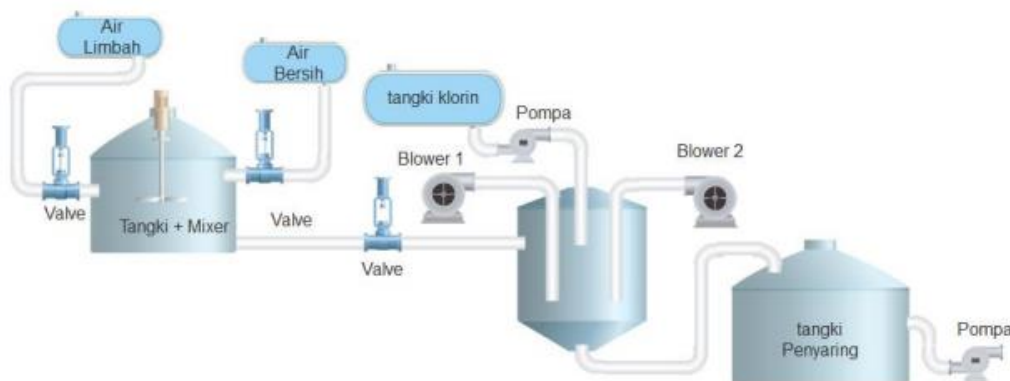 Air
Limbah
Air
Bersih
tangki klorin
Pompa
Blower 1
Blower 2
Valve
Tangki + Mixer
Valve
Valve
tangki
Penyaring
Pompa